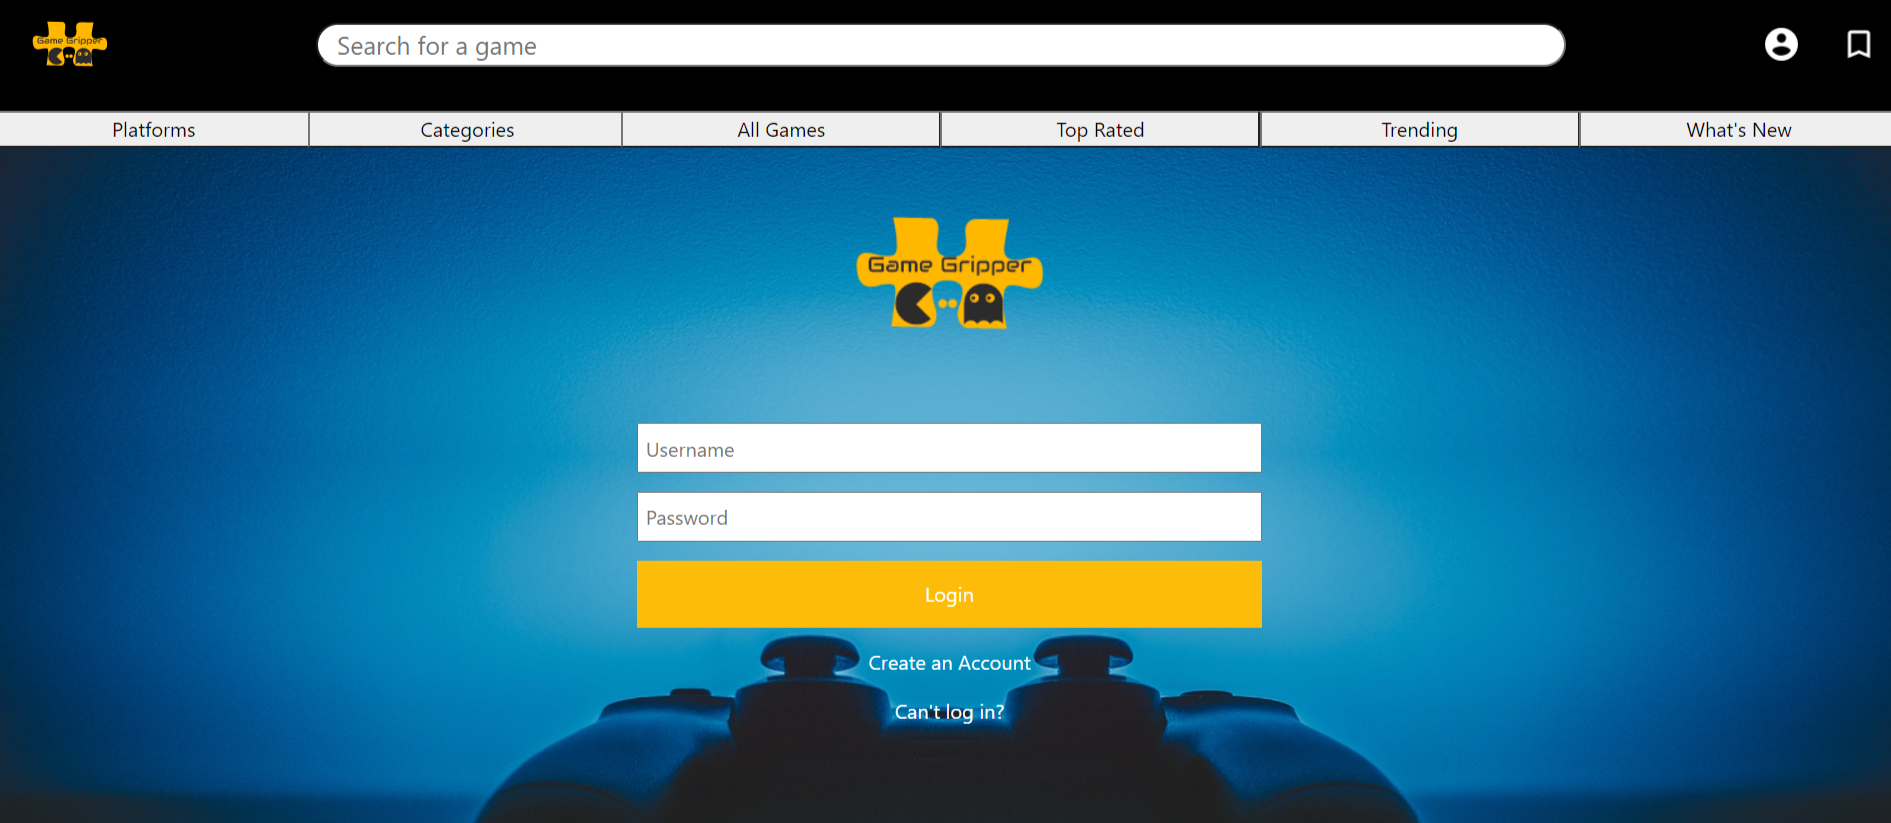 Game Gripper
Search for a game
Platforms
Categories
All Games
Top Rated
Trending
What's New
Game Gripper
Username
Password
Login
Create an Account
Can't log in?